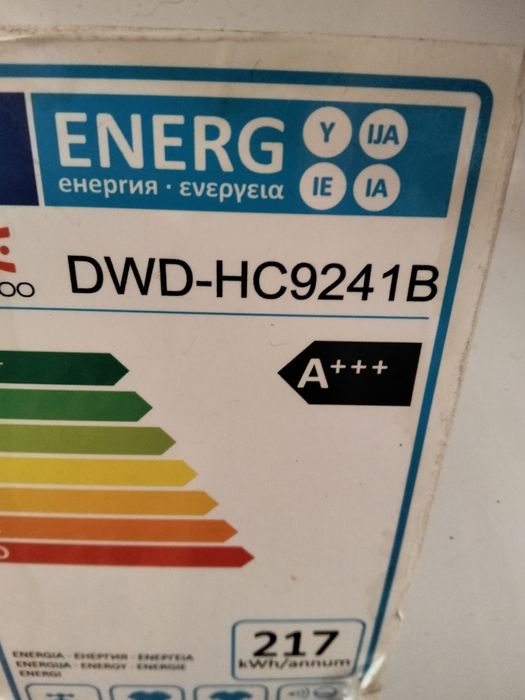 ENERG Y IJA
енергия · ενεργεια IE IA
DWD-HC9241B
A+++
D
217
kWh/annum
ENERGIA · ЕНЕРГИЯ · ΕΝΕΡΓΕΙΑ
ENERGIJA · ENERGY · ENERGIE
ENERGI